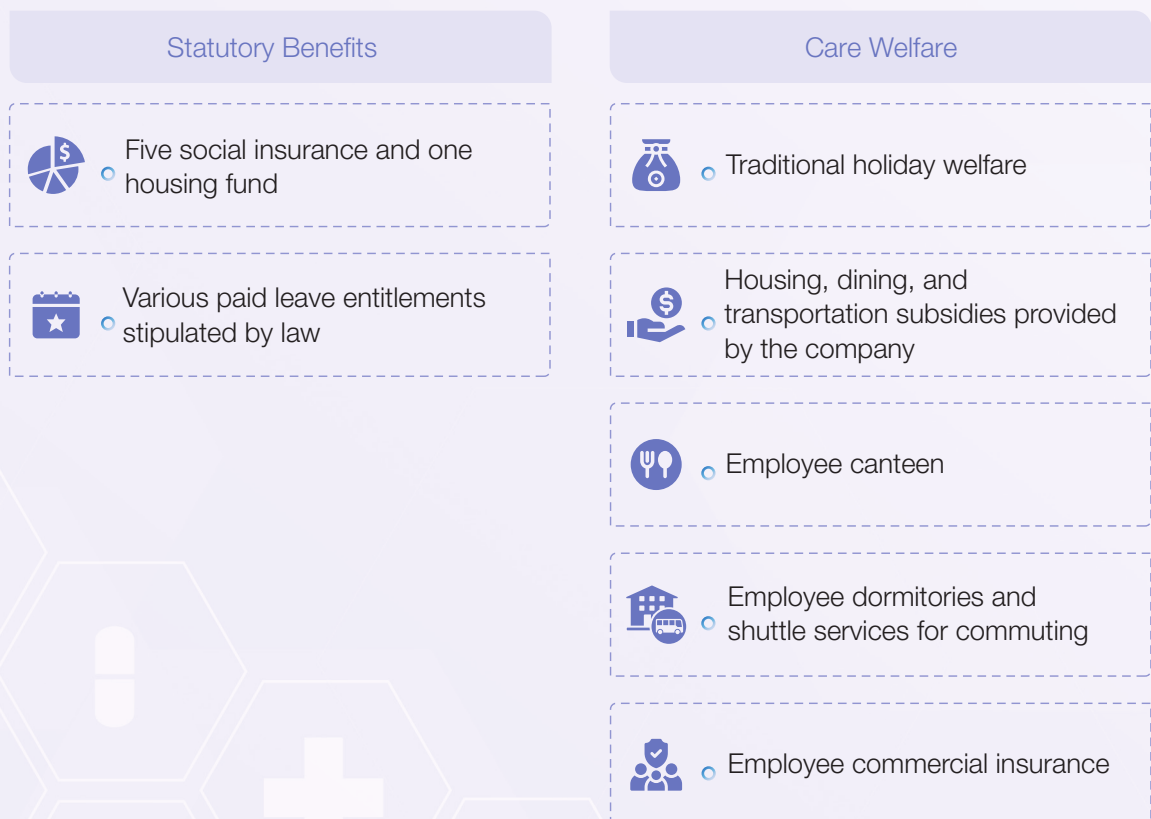 Statutory Benefits
Five social insurance and one
housing fund
Various paid leave entitlements
stipulated by law
Care Welfare
Traditional holiday welfare
Housing, dining, and
transportation subsidies provided
by the company
Employee canteen
Employee dormitories and
shuttle services for commuting
Employee commercial insurance